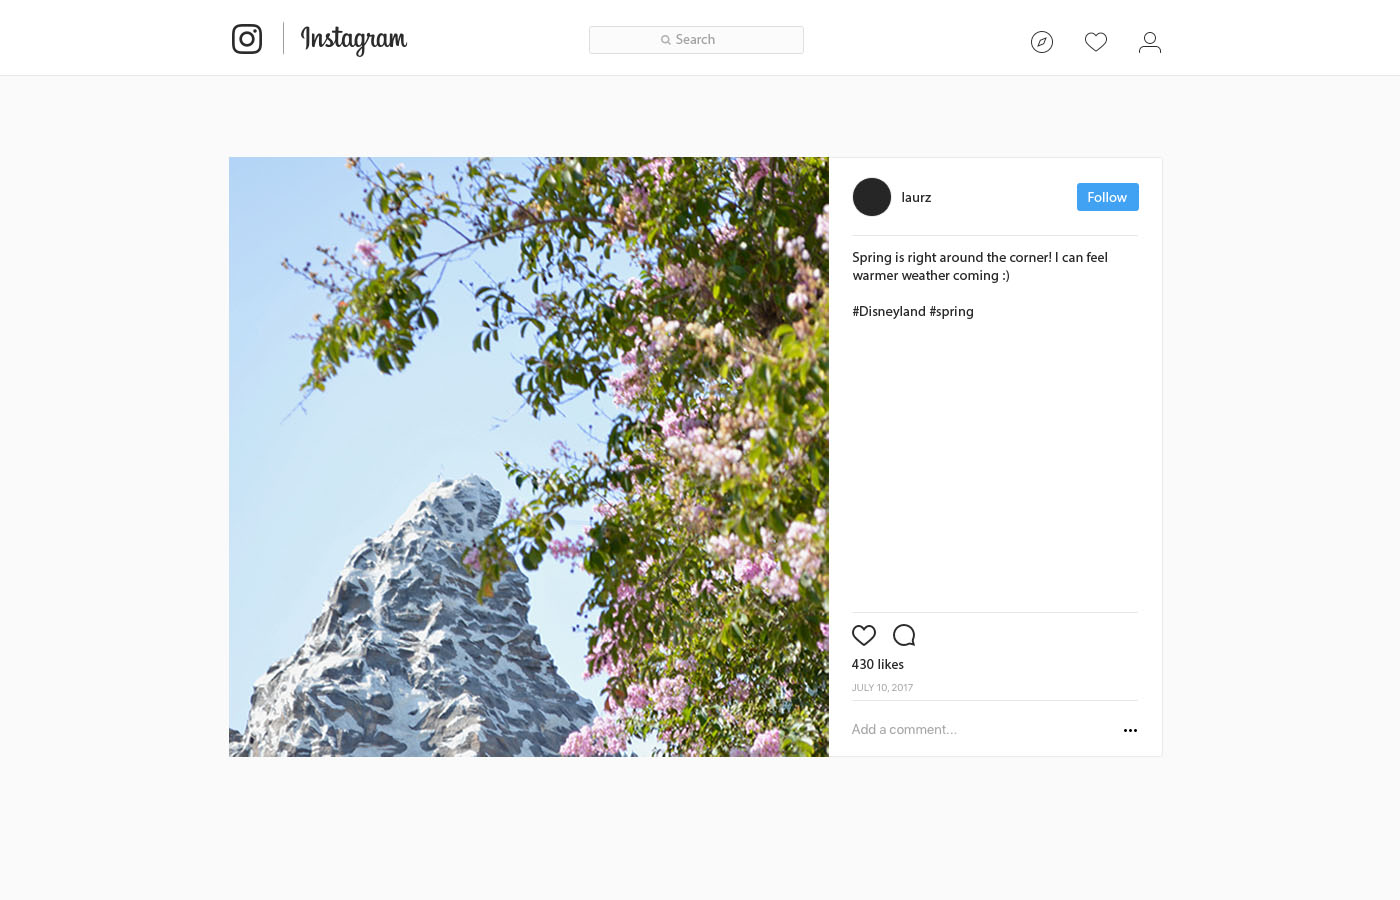 Instagram
Search
laurz
Follow
Spring is right around the corner! I can feel
warmer weather coming :)
#Disneyland #spring
430 likes
JULY 10, 2017
Add a comment...